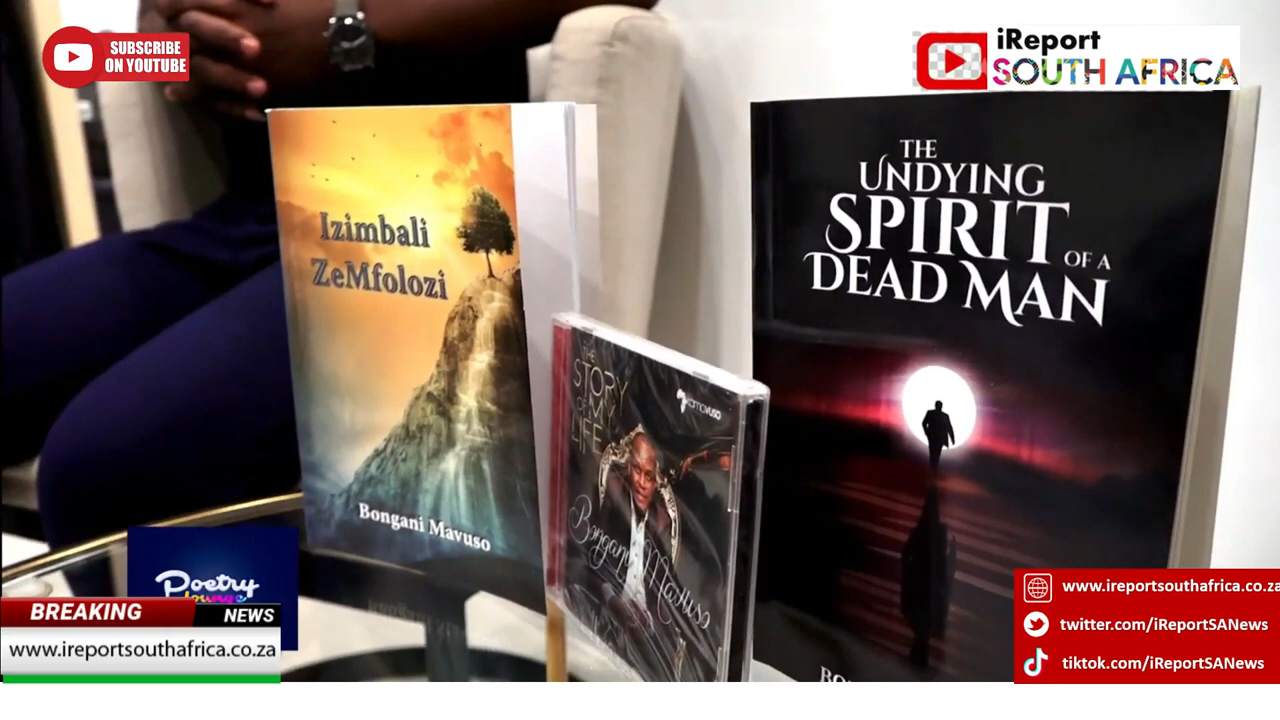 SUBSCRIBE
ON YOUTUBE
iReport
SOUTH AFRICA
Izimbali
ZeMfolozi
Bongani Mavuso
THE
STORY
OF MY
LIFE
Bongani Mavuso
THE
UNDYING
SPIRIT OF A
DEAD MAN
Poetry
lounge
BREAKING NEWS
www.ireportsouthafrica.co.za
www.ireportsouthafrica.co.za
twitter.com/iReportSANews
tiktok.com/iReportSANews